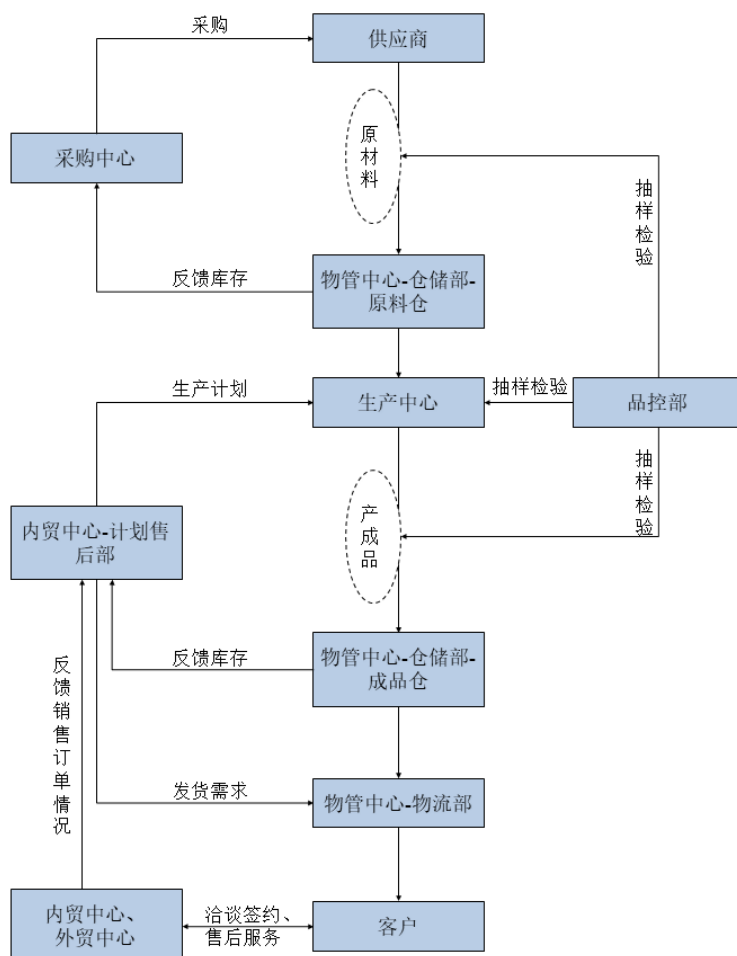 采购
供应商
采购中心
原
材
料
抽
样
检
验
反馈库存
物管中心-仓储部-
原料仓
生产计划
生产中心
抽样检验
品控部
抽
样
检
验
内贸中心-计划售
后部
产
成
品
反馈库存
物管中心-仓储部-
成品仓
反
馈
销
售
订
单
情
况
发货需求
物管中心-物流部
内贸中心、
外贸中心
洽谈签约、
售后服务
客户